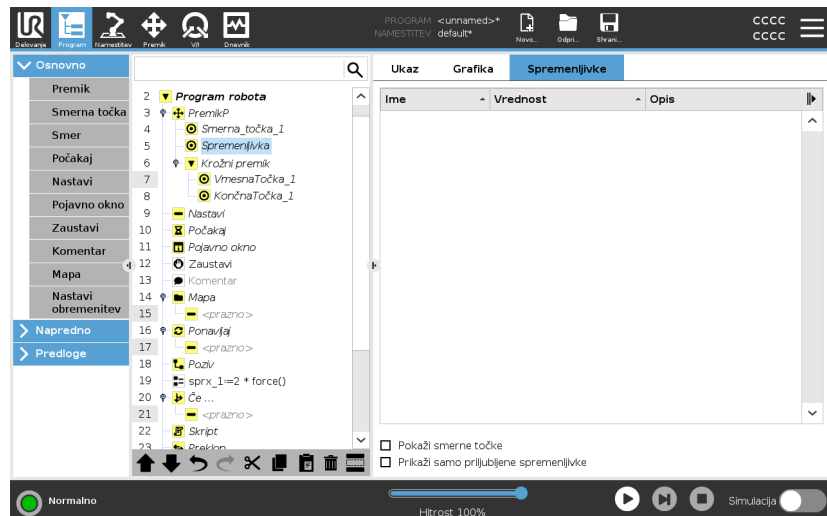 PROGRAM <unnamed>*
NAMESTITEV default*
CCCC
CCCC
Delovanje Program Namestitev Premik V/I Dnevnik Novo... Odpri... Shrani...
Osnovno
Premik
Smerna točka
Smer
Počakaj
Nastavi
Pojavno okno
Zaustavi
Komentar
Mapa
Nastavi
obremenitev
Napredno
Predloge
2 Program robota
3 PremikP
4 Smerna_točka_1
5 Spremenljivka
6 Krožni premik
7 VmesnaTočka_1
8 KončnaTočka_1
9 Nastavi
10 Počakaj
11 Pojavno okno
12 Zaustavi
13 Komentar
14 Mapa
15 <prazno>
16 Ponavljaj
17 <prazno>
18 Poziv
19 sprx_1≔2 * force()
20 Če ...
21 <prazno>
22 Skript
23 Preklop
Ukaz Grafika Spremenljivke
Ime Vrednost Opis
Pokaži smerne točke
Prikaži samo priljubljene spremenljivke
Normalno
Hitrost 100%
Simulacija